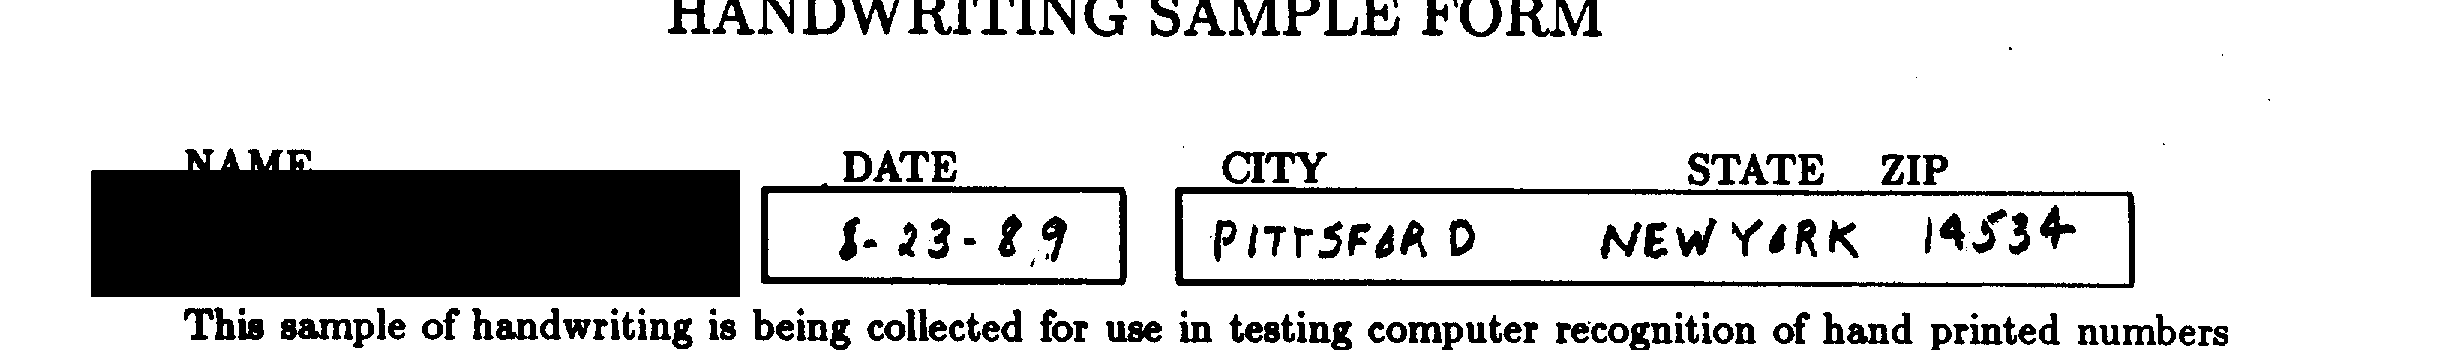 HANDWRITING SAMPLE FORM
NAME DATE CITY STATE ZIP
8-23-89 PITTSFORD NEW YORK 14534
This sample of handwriting is being collected for use in testing computer recognition of hand printed numbers